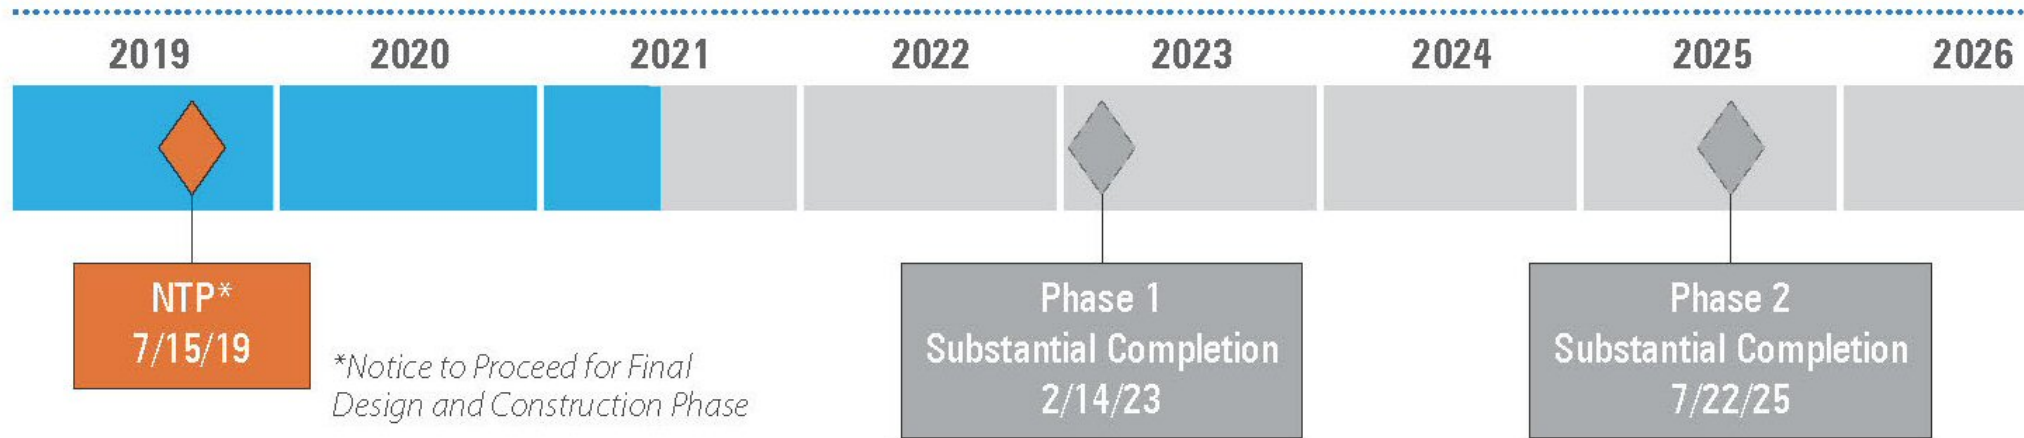 2019 2020 2021 2022 2023 2024 2025 2026
NTP*
7/15/19
*Notice to Proceed for Final
Design and Construction Phase
Phase 1
Substantial Completion
2/14/23
Phase 2
Substantial Completion
7/22/25